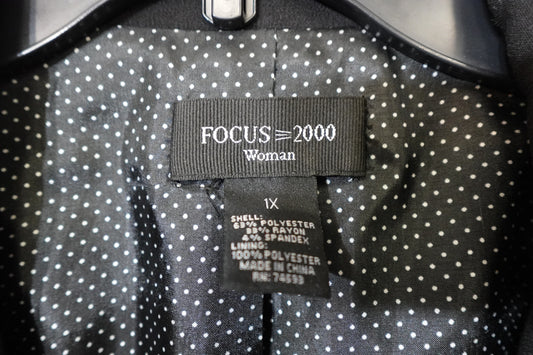 FOCUS 2000
Woman
1X
SHELL:
POLYESTER
RAYON
SPANDEX
LINING:
100% POLYESTER
MADE IN CHINA